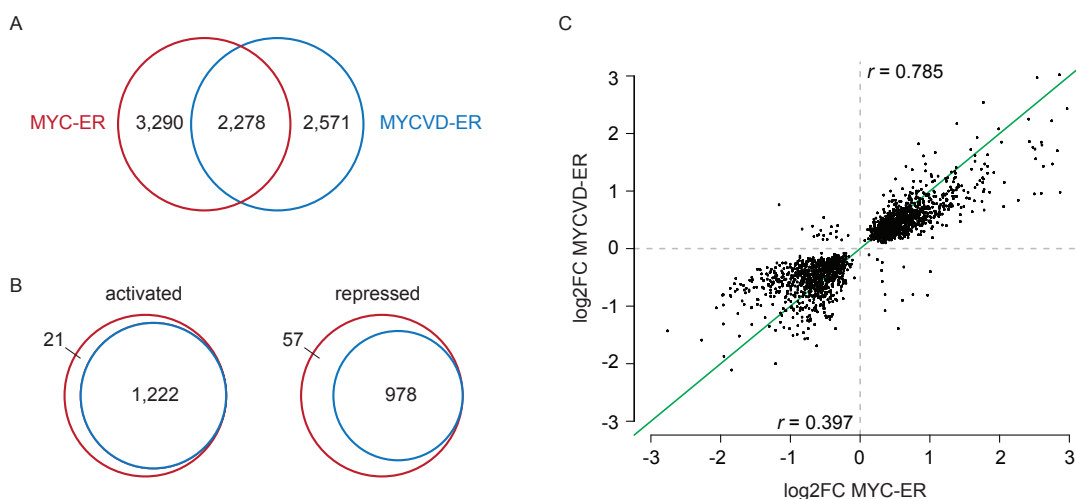 A
MYC-ER
3,290
2,278
2,571
MYCVD-ER
B
activated
repressed
21
1,222
57
978
C
r = 0.785
3
2
1
0
-1
-2
-3
log2FC MYCVD-ER
r = 0.397
-3 -2 -1 0 1 2 3
log2FC MYC-ER